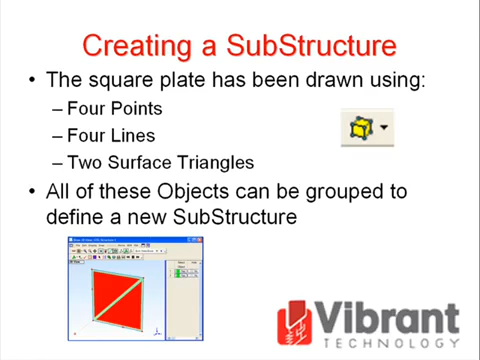 Creating a SubStructure
• The square plate has been drawn using:
– Four Points
– Four Lines
– Two Surface Triangles
• All of these Objects can be grouped to
define a new SubStructure
Vibrant
TECHNOLOGY